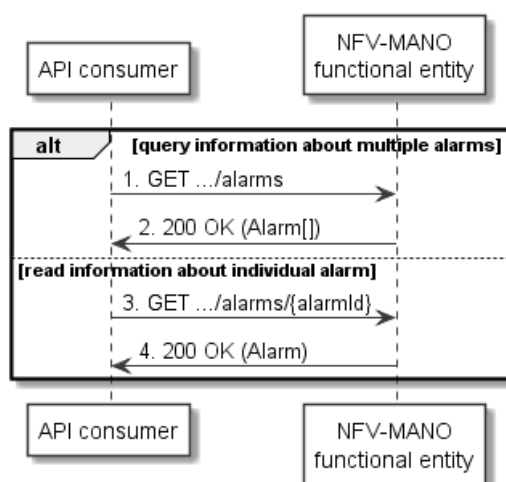 API consumer
NFV-MANO
functional entity
alt
[query information about multiple alarms]
1. GET .../alarms
2. 200 OK (Alarm[])
[read information about individual alarm]
3. GET .../alarms/{alarmId}
4. 200 OK (Alarm)
API consumer
NFV-MANO
functional entity